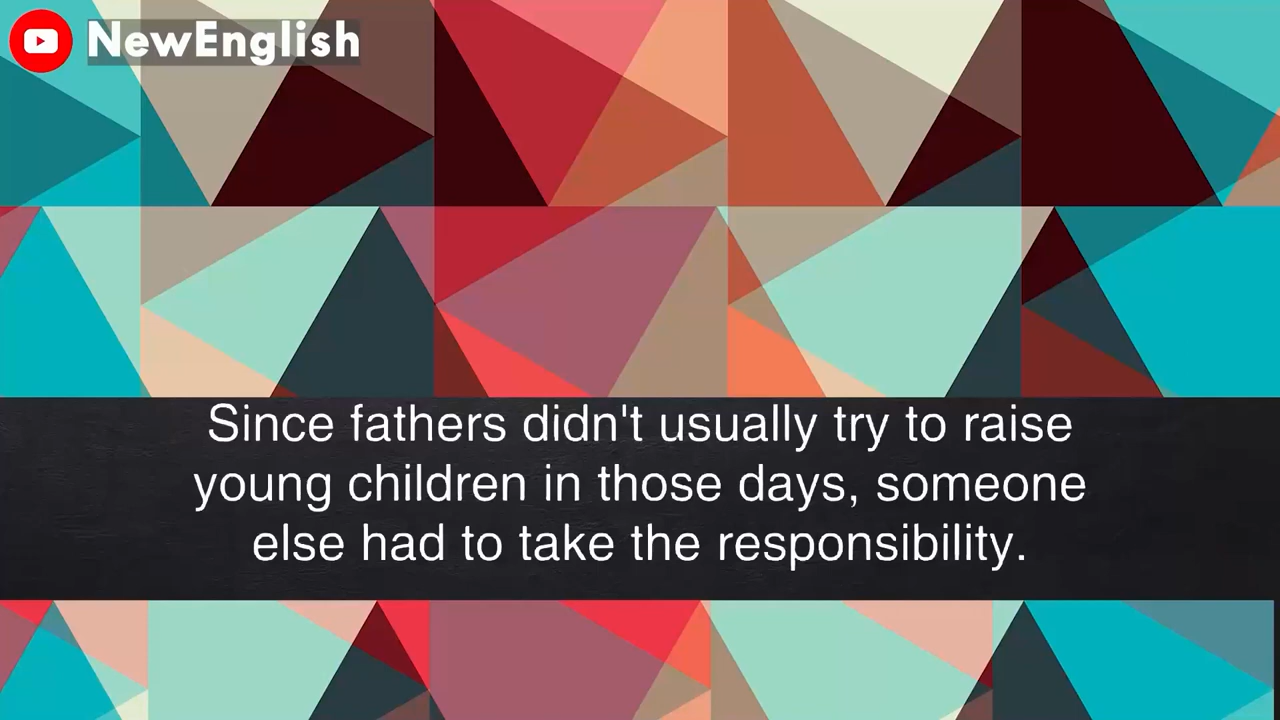 NewEnglish
Since fathers didn't usually try to raise
young children in those days, someone
else had to take the responsibility.